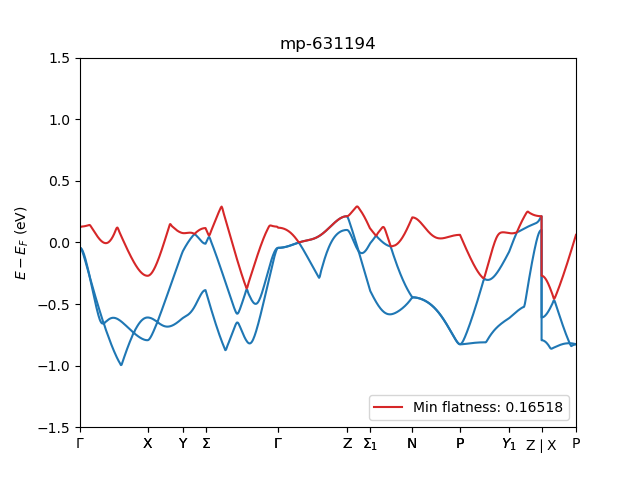 mp-631194
1.5
1.0
0.5
0.0
−0.5
−1.0
−1.5
E − E_F (eV)
Min flatness: 0.16518
Γ X Y Σ Γ Z Σ₁ N P Y₁ Z | X P